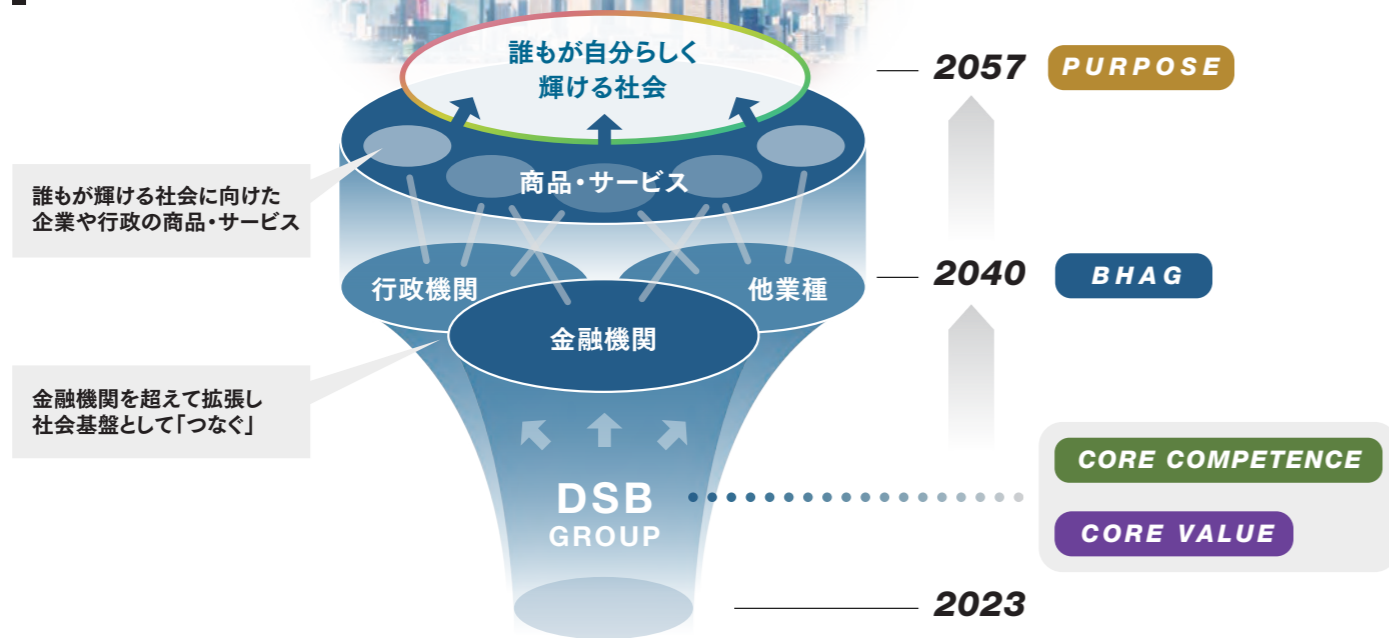 誰もが自分らしく
輝ける社会
2057
PURPOSE
誰もが輝ける社会に向けた
企業や行政の商品・サービス
商品・サービス
2040
BHAG
行政機関
他業種
金融機関
金融機関を超えて拡張し
社会基盤として「つなぐ」
CORE COMPETENCE
DSB
GROUP
CORE VALUE
2023